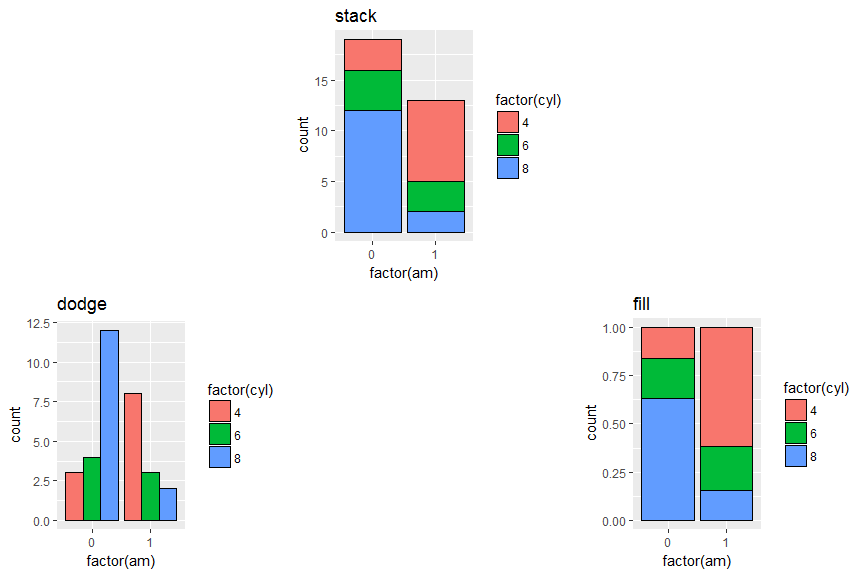 stack
count
15
10
5
0
0 1
factor(am)
factor(cyl)
4
6
8
dodge
count
12.5
10.0
7.5
5.0
2.5
0.0
0 1
factor(am)
factor(cyl)
4
6
8
fill
count
1.00
0.75
0.50
0.25
0.00
0 1
factor(am)
factor(cyl)
4
6
8